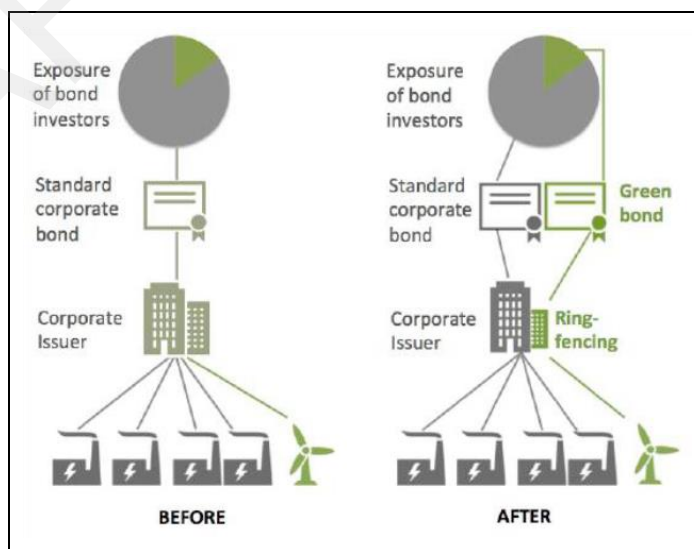 Exposure
of bond
investors
Standard
corporate
bond
Corporate
Issuer
BEFORE
Exposure
of bond
investors
Standard
corporate
bond
Green
bond
Corporate
Issuer
Ring-
fencing
AFTER